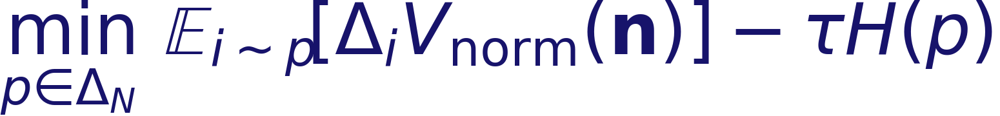 min 𝔼_{i ~ p}[Δ_i V_norm(𝐧)] − τH(p)
p∈Δ_N